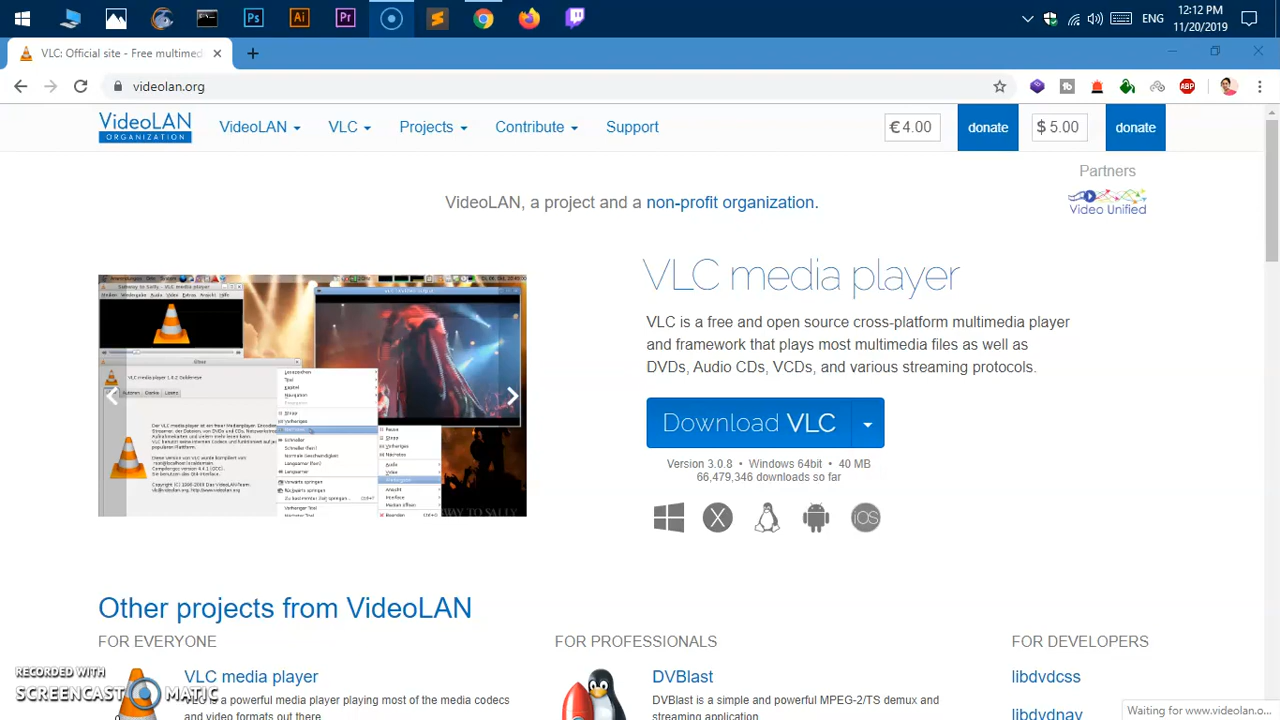 12:12 PM
ENG
11/20/2019
VLC: Official site - Free multimed
videolan.org
VideoLAN
ORGANIZATION
VideoLAN
VLC
Projects
Contribute
Support
€ 4.00
donate
$ 5.00
donate
Partners
Video Unified
VideoLAN, a project and a non-profit organization.
VLC media player
VLC is a free and open source cross-platform multimedia player
and framework that plays most multimedia files as well as
DVDs, Audio CDs, VCDs, and various streaming protocols.
Download VLC
Version 3.0.8 • Windows 64bit • 40 MB
66,479,346 downloads so far
X
iOS
Other projects from VideoLAN
FOR EVERYONE
FOR PROFESSIONALS
FOR DEVELOPERS
VLC media player
DVBlast
libdvdcss
VLC is a powerful media player playing most of the media codecs
and video formats out there
DVBlast is a simple and powerful MPEG-2/TS demux and
streaming application
libdvdnav
RECORDED WITH
SCREENCAST MATIC
Waiting for www.videolan.o...
Ps
Ai
Pr
ABP